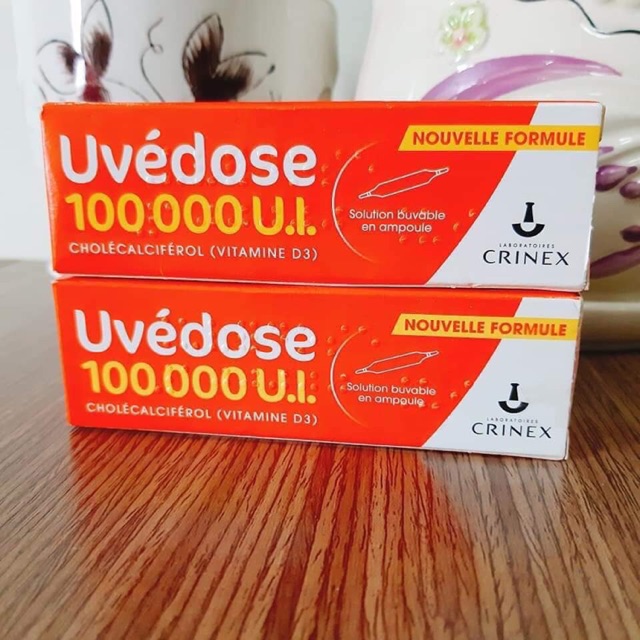 Uvédose
100 000 U.I.
CHOLÉCALCIFÉROL (VITAMINE D3)
NOUVELLE FORMULE
Solution buvable
en ampoule
LABORATOIRES
CRINEX
Uvédose
100 000 U.I.
CHOLÉCALCIFÉROL (VITAMINE D3)
NOUVELLE FORMULE
Solution buvable
en ampoule
LABORATOIRES
CRINEX